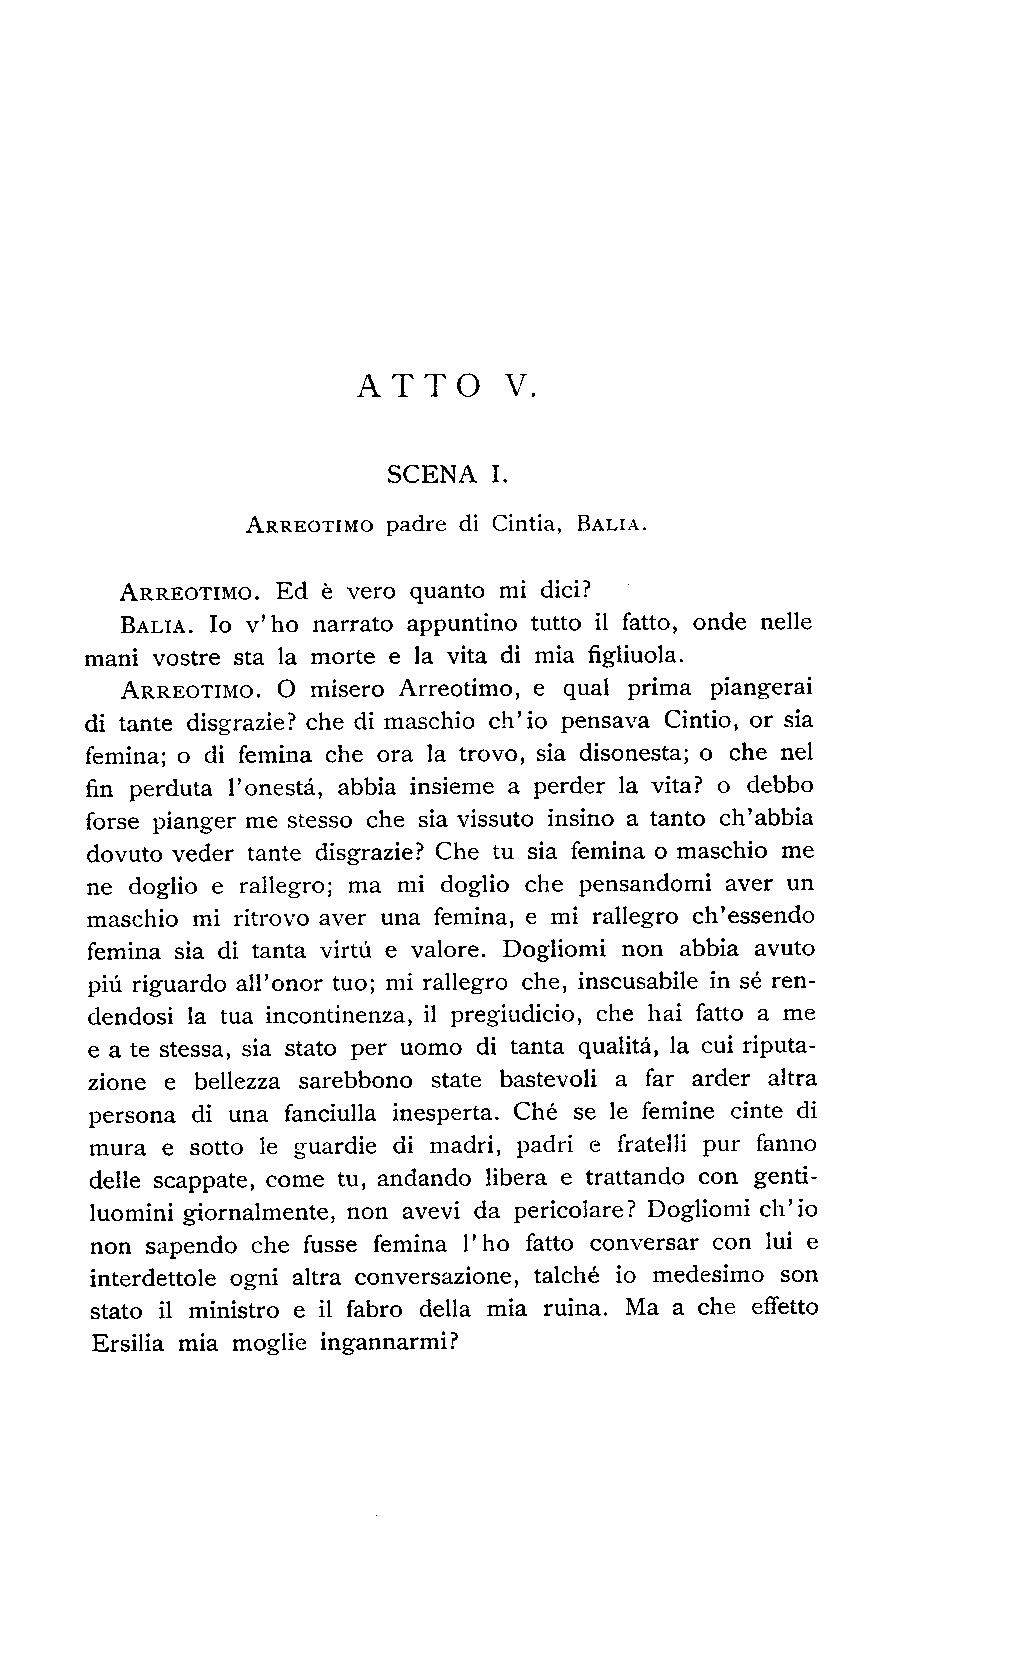 ATTO V.
SCENA I.
ARREOTIMO padre di Cintia, BALIA.
ARREOTIMO. Ed è vero quanto mi dici?
BALIA. Io v'ho narrato appuntino tutto il fatto, onde nelle
mani vostre sta la morte e la vita di mia figliuola.
ARREOTIMO. O misero Arreotimo, e qual prima piangerai
di tante disgrazie? che di maschio ch'io pensava Cintio, or sia
femina; o di femina che ora la trovo, sia disonesta; o che nel
fin perduta l'onestá, abbia insieme a perder la vita? o debbo
forse pianger me stesso che sia vissuto insino a tanto ch'abbia
dovuto veder tante disgrazie? Che tu sia femina o maschio me
ne doglio e rallegro; ma mi doglio che pensandomi aver un
maschio mi ritrovo aver una femina, e mi rallegro ch'essendo
femina sia di tanta virtú e valore. Dogliomi non abbia avuto
piú riguardo all'onor tuo; mi rallegro che, inscusabile in sé ren-
dendosi la tua incontinenza, il pregiudicio, che hai fatto a me
e a te stessa, sia stato per uomo di tanta qualitá, la cui riputa-
zione e bellezza sarebbono state bastevoli a far arder altra
persona di una fanciulla inesperta. Ché se le femine cinte di
mura e sotto le guardie di madri, padri e fratelli pur fanno
delle scappate, come tu, andando libera e trattando con genti-
luomini giornalmente, non avevi da pericolare? Dogliomi ch'io
non sapendo che fusse femina l'ho fatto conversar con lui e
interdettole ogni altra conversazione, talché io medesimo son
stato il ministro e il fabro della mia ruina. Ma a che effetto
Ersilia mia moglie ingannarmi?